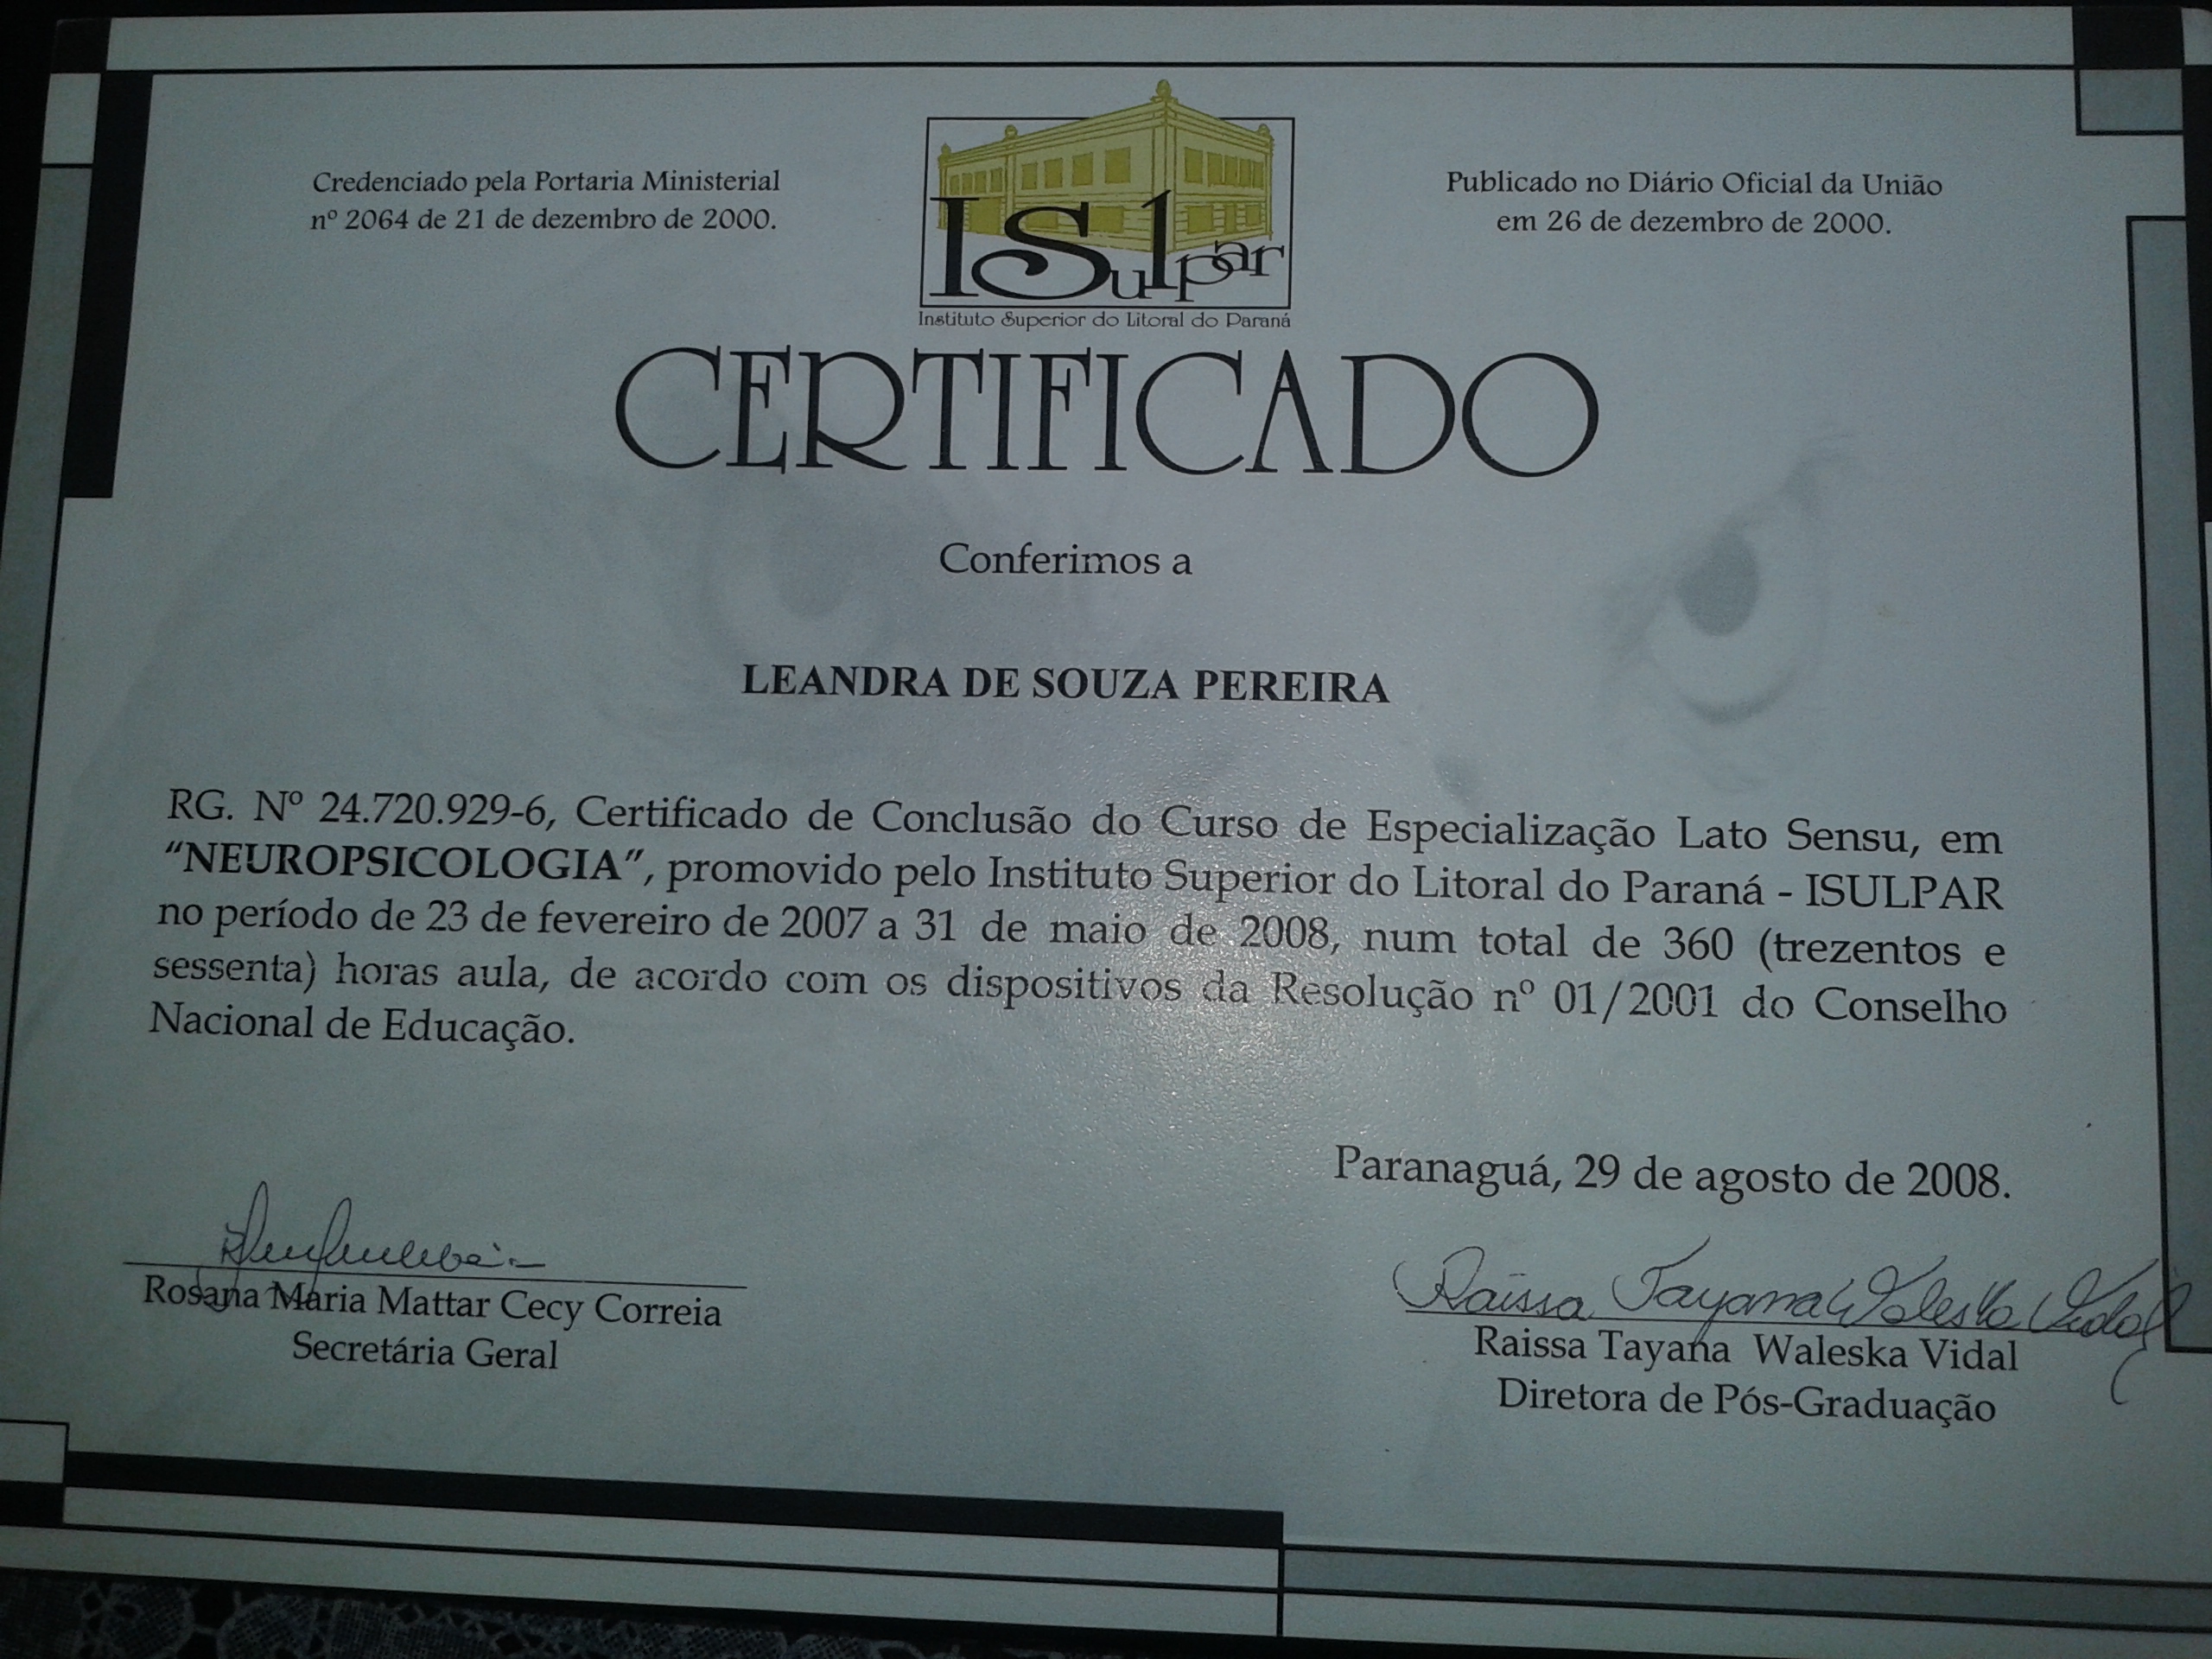 Credenciado pela Portaria Ministerial
nº 2064 de 21 de dezembro de 2000.
ISulpar
Instituto Superior do Litoral do Paraná
Publicado no Diário Oficial da União
em 26 de dezembro de 2000.
CERTIFICADO
Conferimos a
LEANDRA DE SOUZA PEREIRA
RG. Nº 24.720.929-6, Certificado de Conclusão do Curso de Especialização Lato Sensu, em
“NEUROPSICOLOGIA”, promovido pelo Instituto Superior do Litoral do Paraná - ISULPAR
no período de 23 de fevereiro de 2007 a 31 de maio de 2008, num total de 360 (trezentos e
sessenta) horas aula, de acordo com os dispositivos da Resolução nº 01/2001 do Conselho
Nacional de Educação.
Paranaguá, 29 de agosto de 2008.
Rosana Maria Mattar Cecy Correia
Secretária Geral
Raissa Tayana Waleska Vidal
Raissa Tayana Waleska Vidal
Diretora de Pós-Graduação